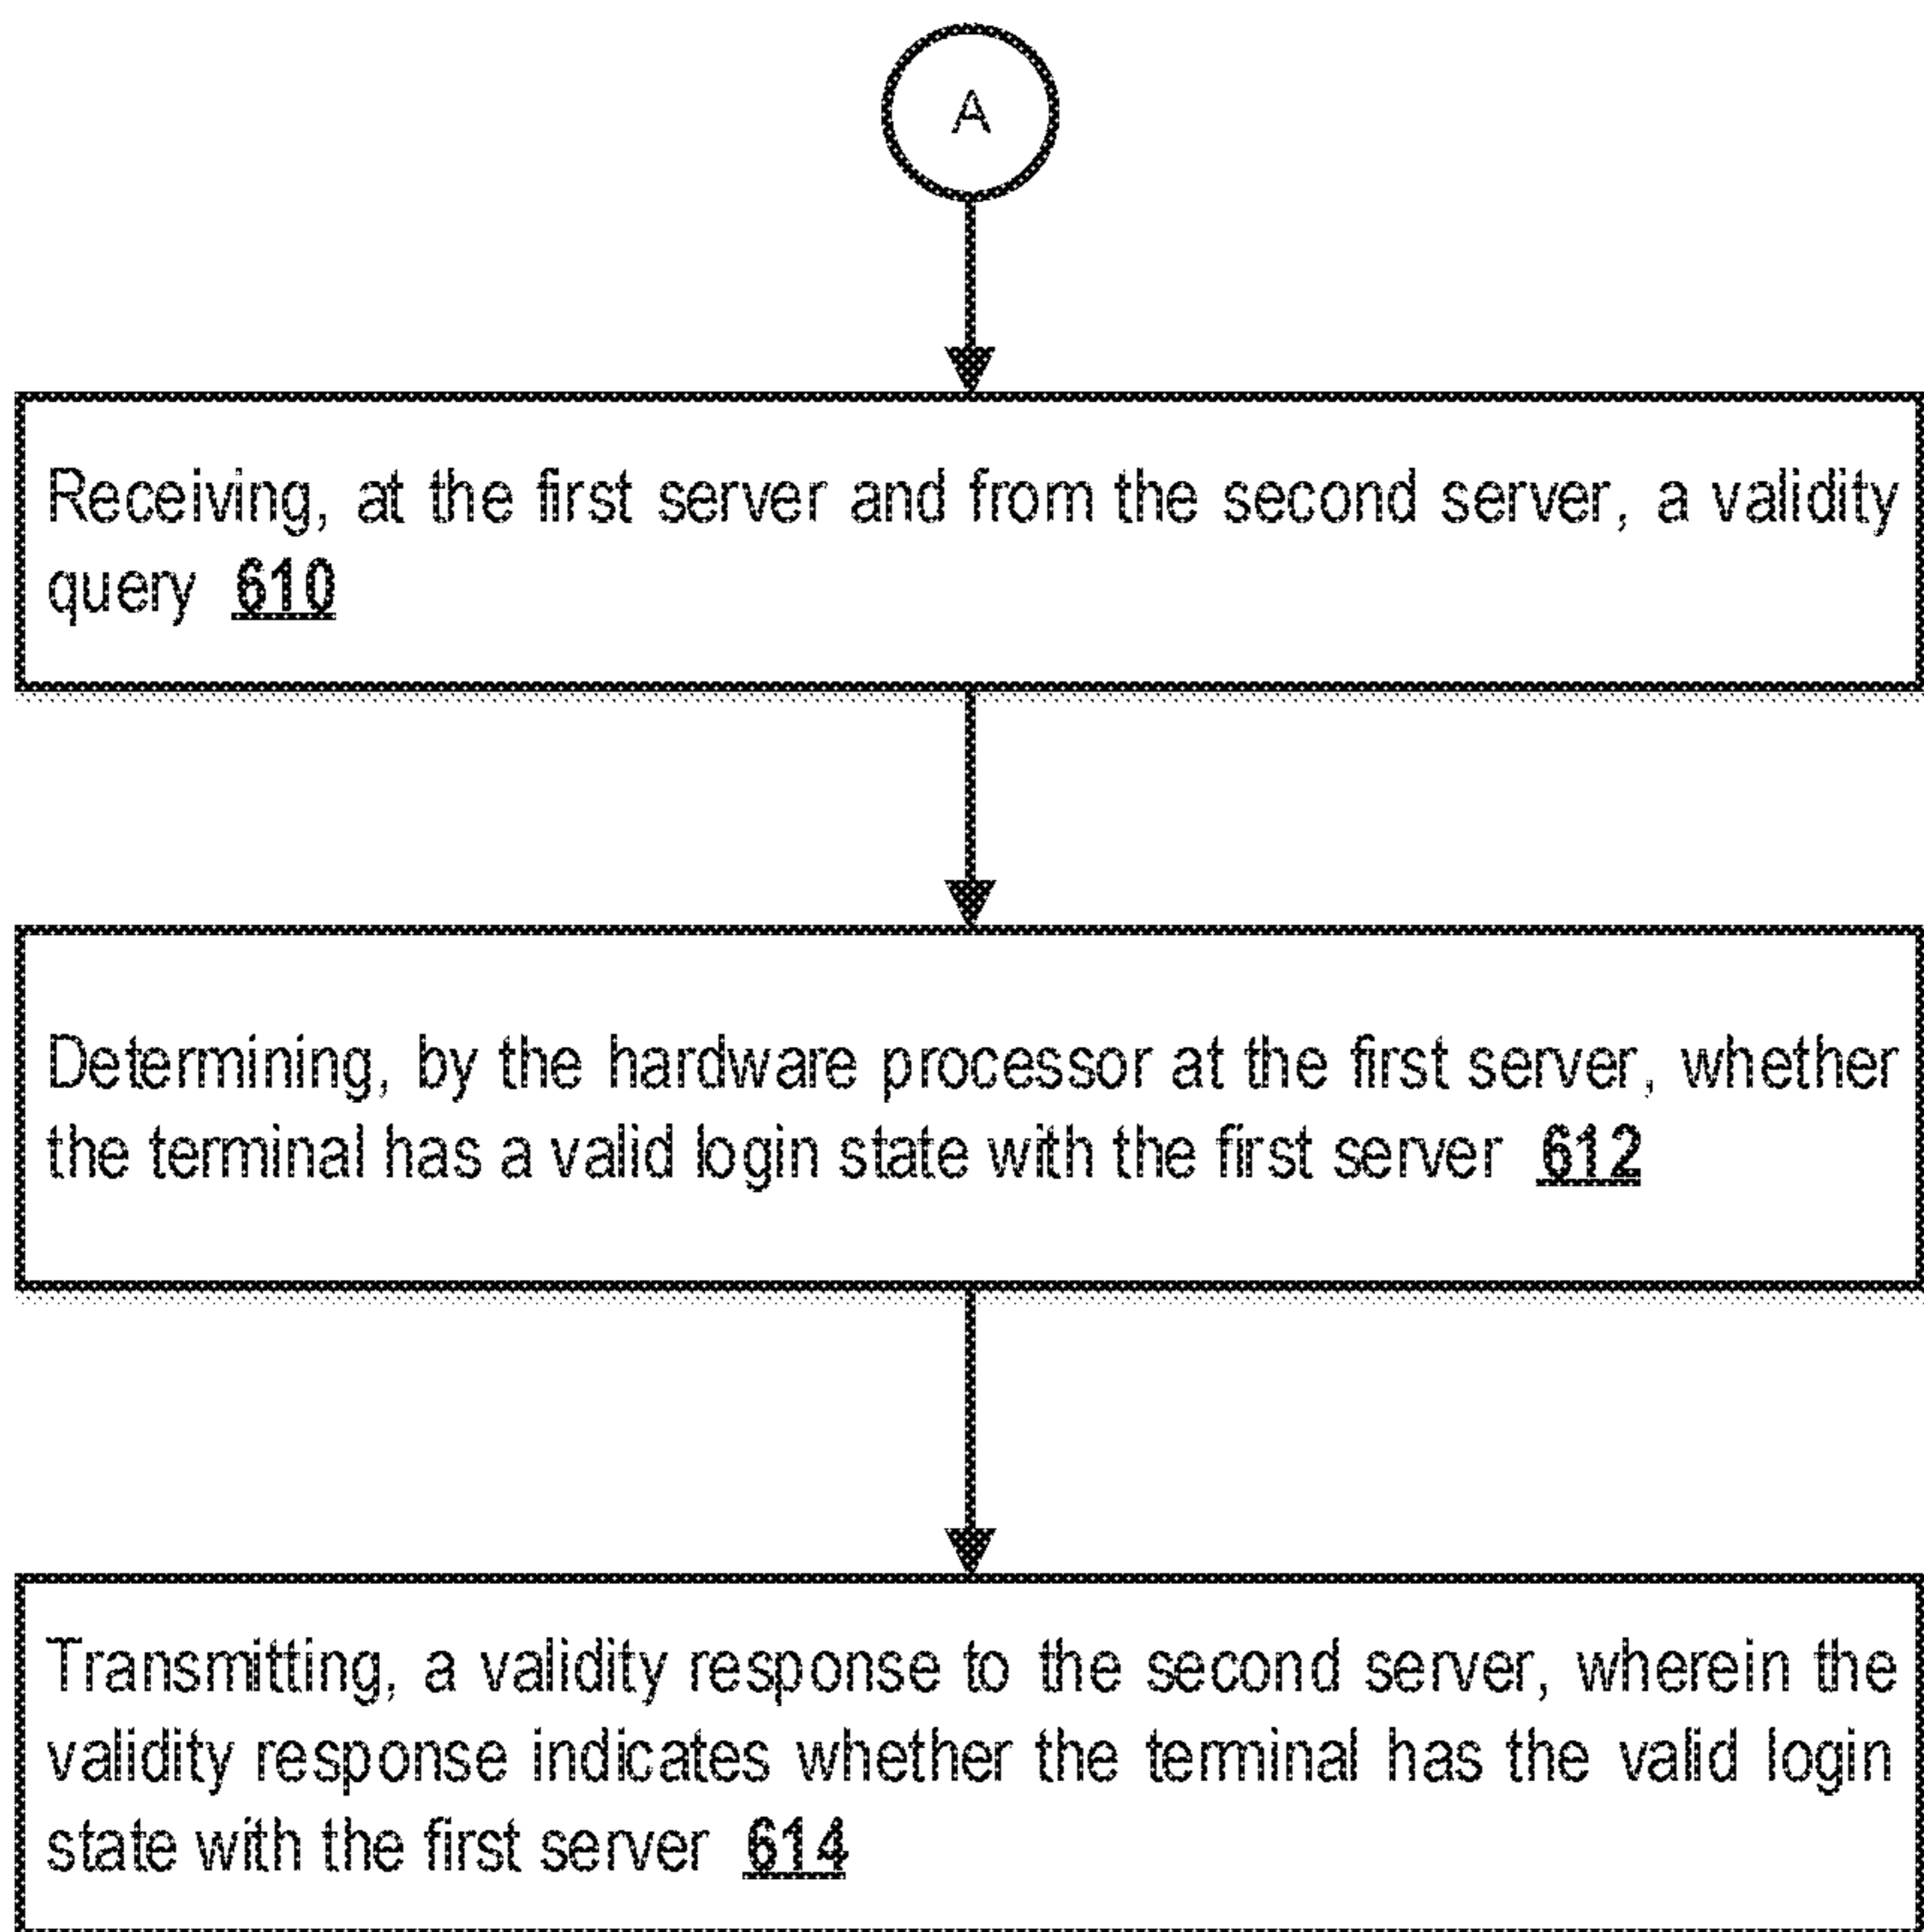 A
Receiving, at the first server and from the second server, a validity
query 610
Determining, by the hardware processor at the first server, whether
the terminal has a valid login state with the first server 612
Transmitting, a validity response to the second server, wherein the
validity response indicates whether the terminal has the valid login
state with the first server 614